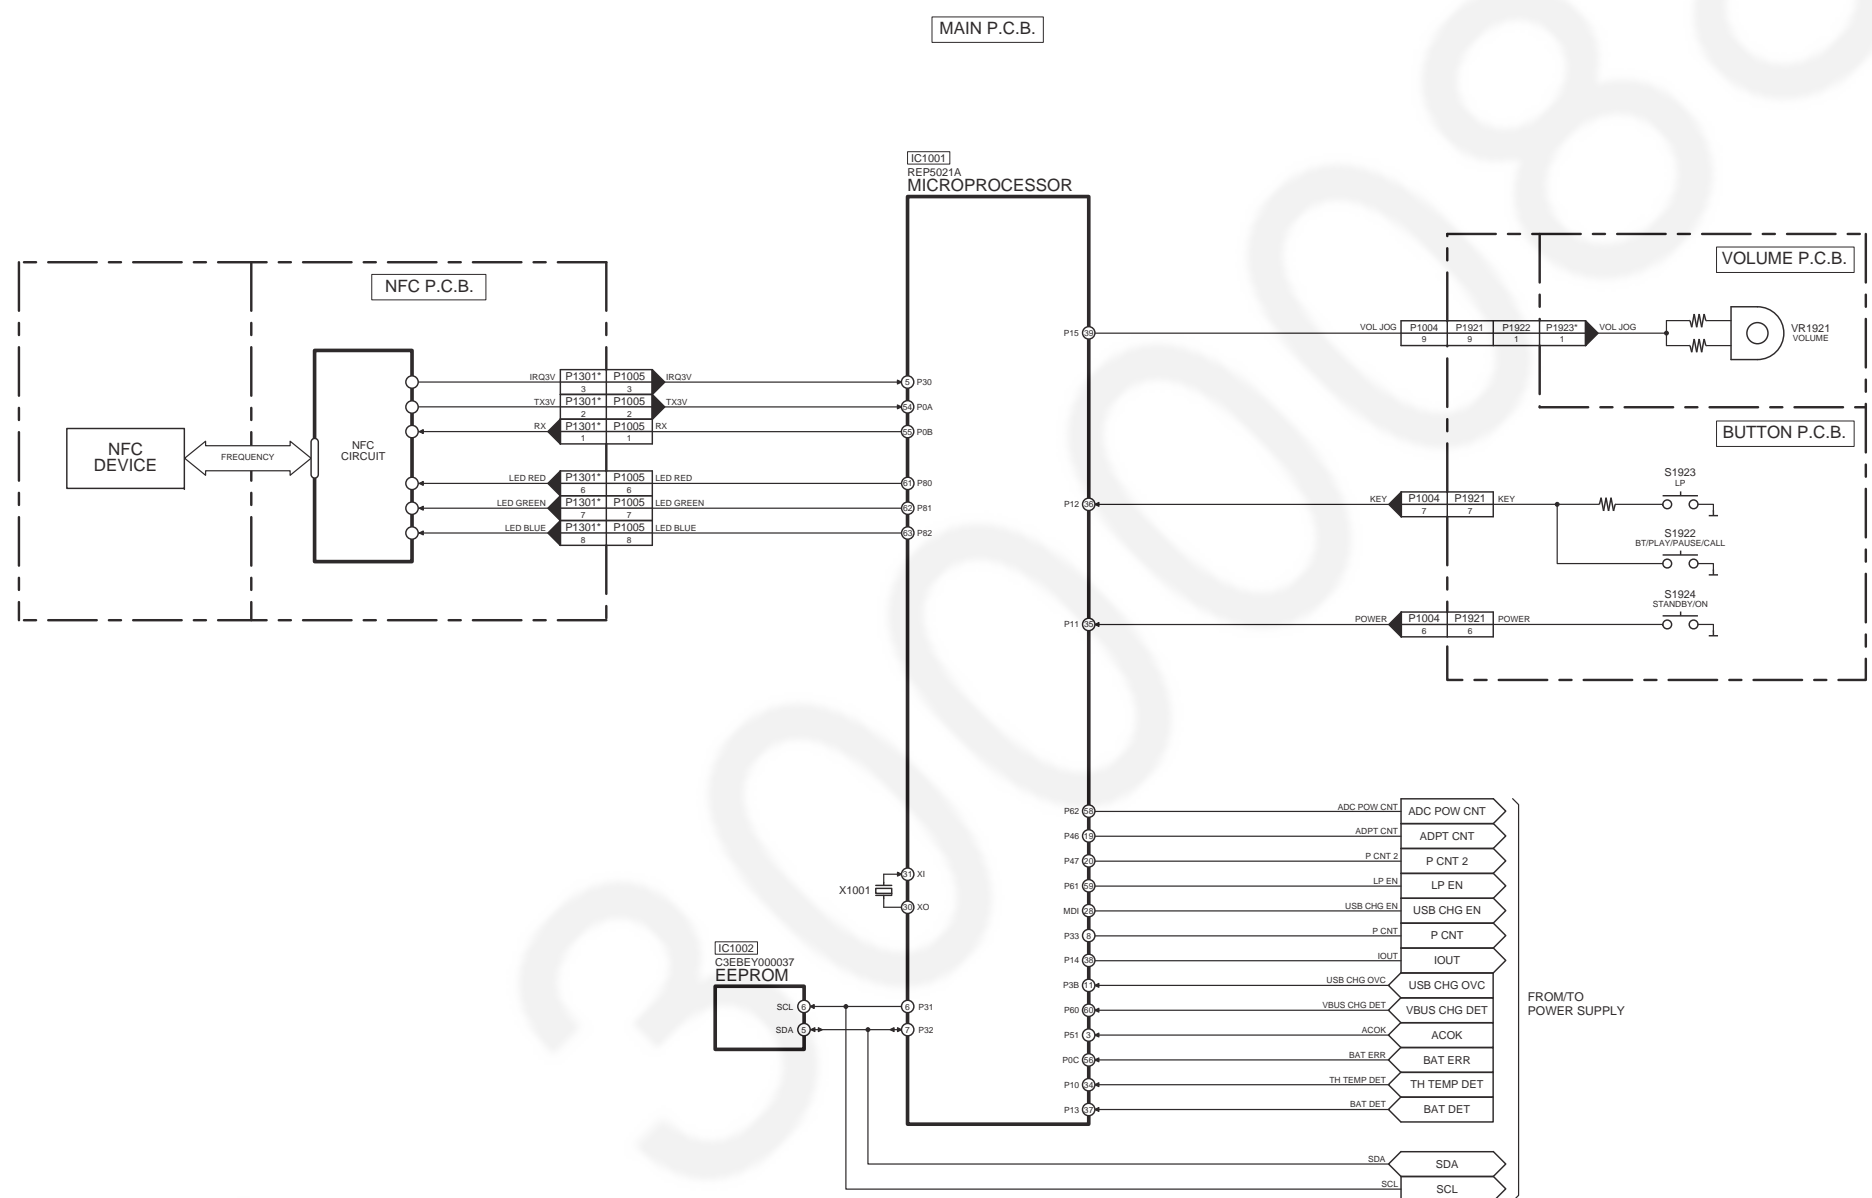 MAIN P.C.B.
IC1001
REP5021A
MICROPROCESSOR
NFC P.C.B.
NFC
DEVICE
FREQUENCY
NFC
CIRCUIT
IRQ3V P1301* P1005 IRQ3V
3 3
TX3V P1301* P1005 TX3V
2 2
RX P1301* P1005 RX
1 1
LED RED P1301* P1005 LED RED
6 6
LED GREEN P1301* P1005 LED GREEN
7 7
LED BLUE P1301* P1005 LED BLUE
8 8
5 P30
54 P0A
55 P0B
61 P80
62 P81
63 P82
31 XI
X1001
30 XO
IC1002
C3EBEY000037
EEPROM
SCL 6
SDA 5
6 P31
7 P32
P15 39
P12 36
P11 35
VOLUME P.C.B.
VOL JOG P1004 P1921 P1922 P1923* VOL JOG
9 9 1 1
VR1921
VOLUME
BUTTON P.C.B.
S1923
LP
KEY P1004 P1921 KEY
7 7
S1922
BT/PLAY/PAUSE/CALL
S1924
STANDBY/ON
POWER P1004 P1921 POWER
6 6
P62 58 ADC POW CNT ADC POW CNT
P46 19 ADPT CNT ADPT CNT
P47 20 P CNT 2 P CNT 2
P61 59 LP EN LP EN
MDI 28 USB CHG EN USB CHG EN
P33 8 P CNT P CNT
P14 38 IOUT IOUT
P3B 11 USB CHG OVC USB CHG OVC
P60 60 VBUS CHG DET VBUS CHG DET
P51 3 ACOK ACOK
P0C 56 BAT ERR BAT ERR
P10 34 TH TEMP DET TH TEMP DET
P13 37 BAT DET BAT DET
FROM/TO
POWER SUPPLY
SDA SDA
SCL SCL